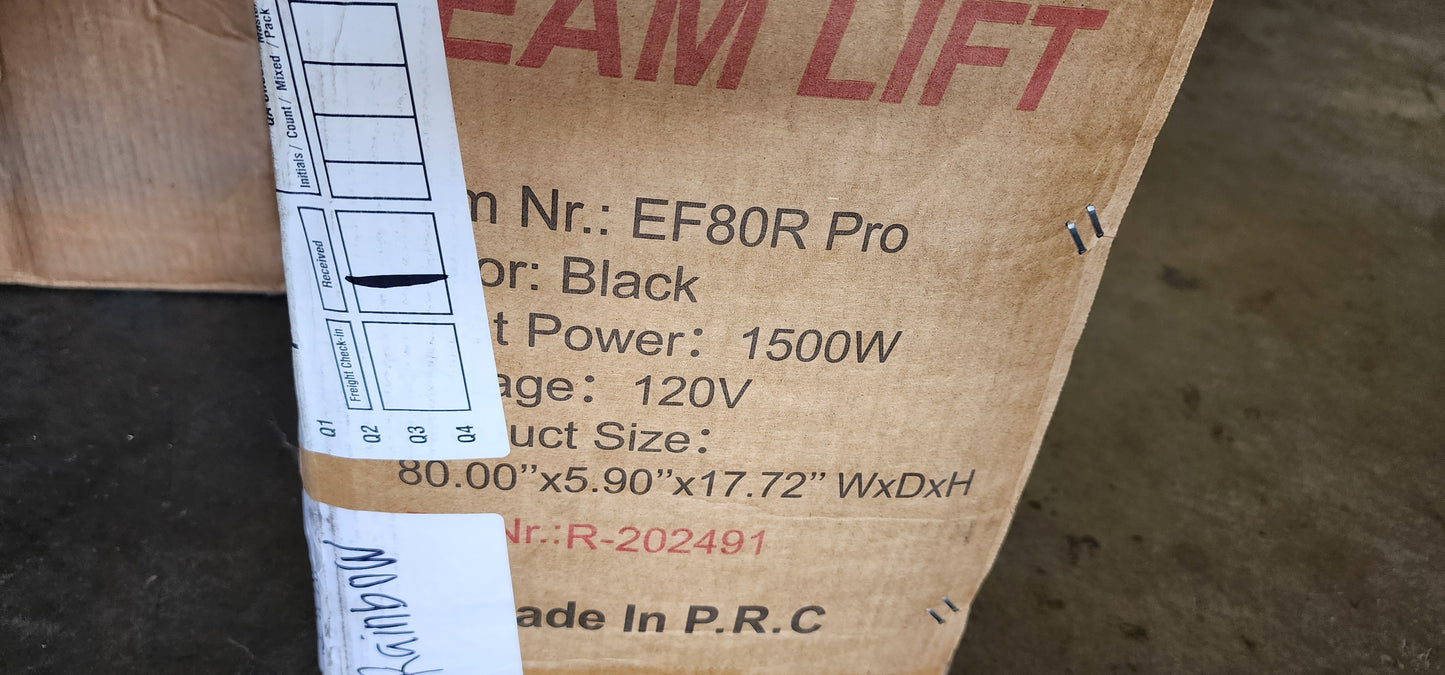 EAM LIFT
m Nr.: EF80R Pro
or: Black
t Power: 1500W
age: 120V
uct Size:
80.00”x5.90”x17.72” WxDxH
Nr.:R-202491
ade In P.R.C
Initials / Count / Mixed / Pack
Received
Freight Check-in
Q1
Q2
Q3
Q4
Rainbow